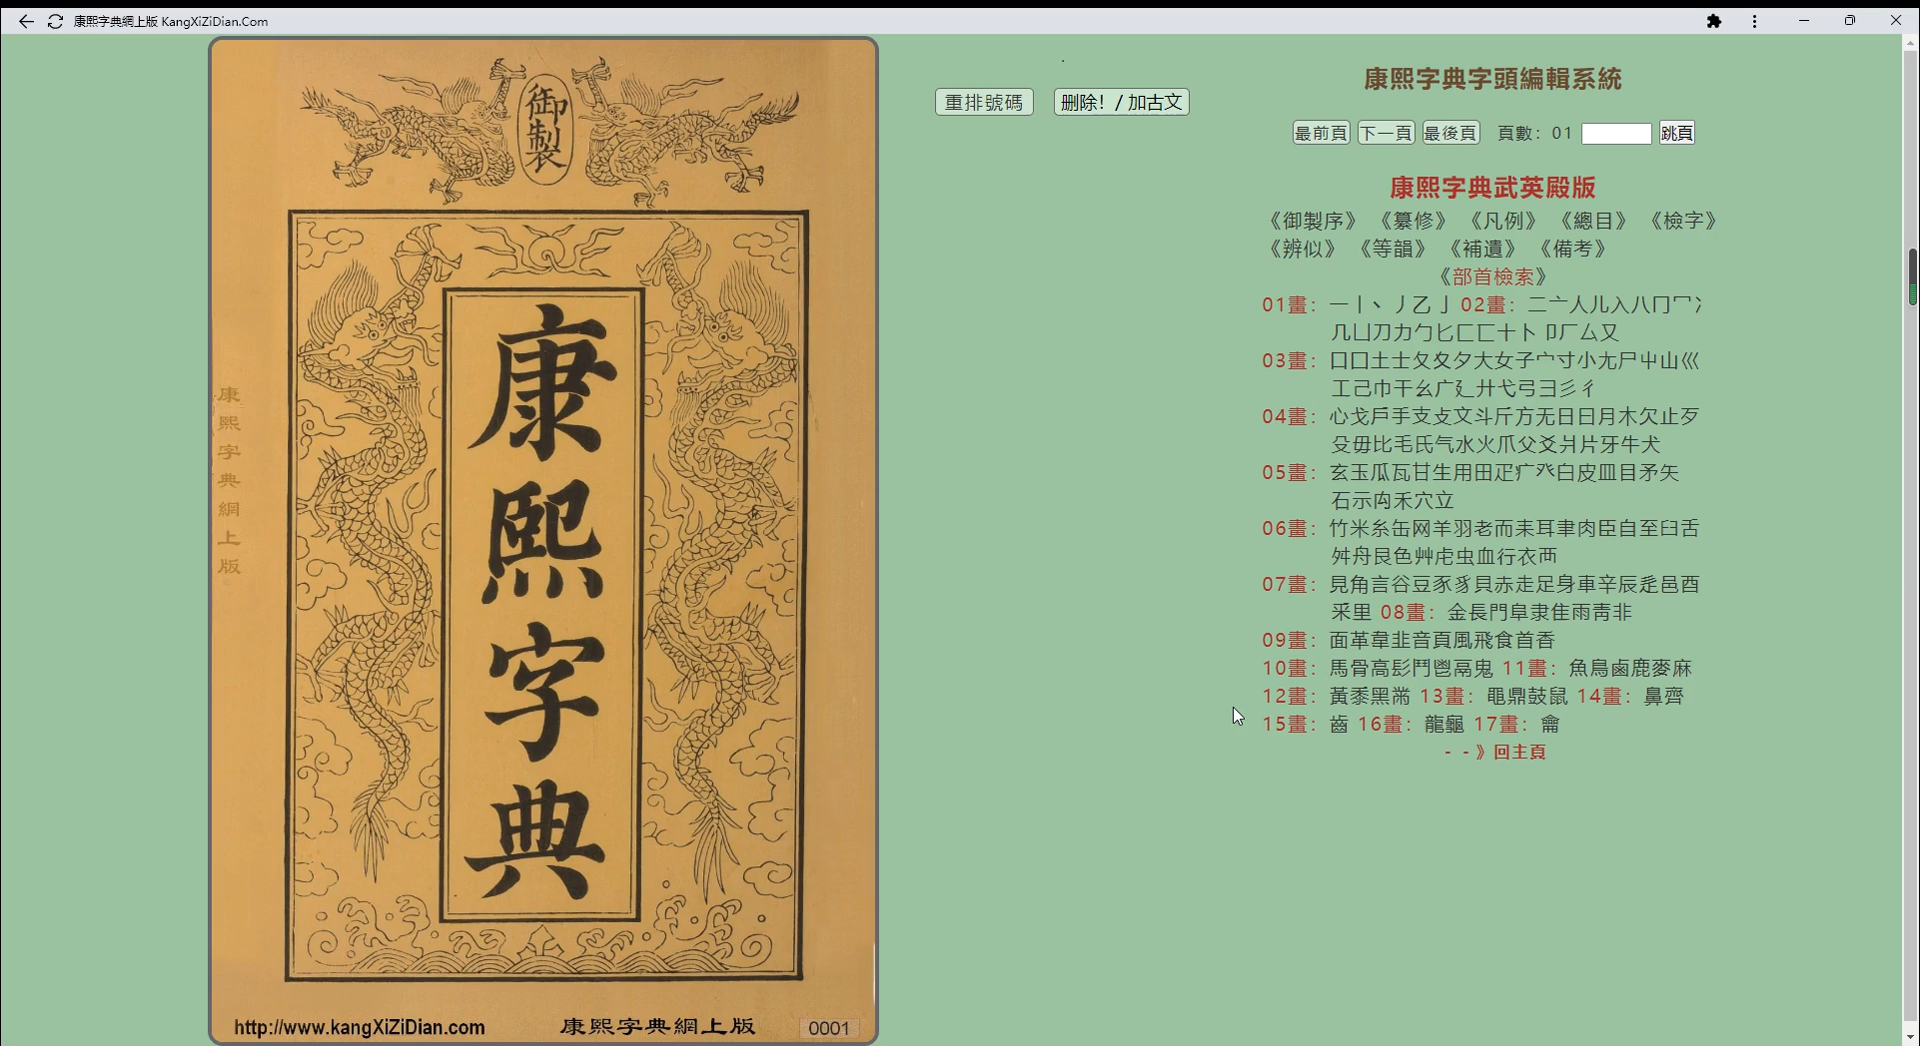 康熙字典網上版 KangXiZiDian.Com
御製
康熙字典
康熙字典網上版
http://www.kangXiZiDian.com
康熙字典網上版
0001
重排號碼
删除! / 加古文
康熙字典字頭編輯系統
最前頁 下一頁 最後頁 頁數: 01 跳頁
康熙字典武英殿版
《御製序》 《纂修》 《凡例》 《總目》 《檢字》
《辨似》 《等韻》 《補遺》 《備考》
《部首檢索》
01畫: 一丨丶丿乙亅 02畫: 二亠人儿入八冂冖冫
几凵刀力勹匕匚匸十卜卩厂厶又
03畫: 口囗土士夂夊夕大女子宀寸小尢尸屮山巛
工己巾干幺广廴廾弋弓彐彡彳
04畫: 心戈戶手支攴文斗斤方无日曰月木欠止歹
殳毋比毛氏气水火爪父爻爿片牙牛犬
05畫: 玄玉瓜瓦甘生用田疋疒癶白皮皿目矛矢
石示禸禾穴立
06畫: 竹米糸缶网羊羽老而耒耳聿肉臣自至臼舌
舛舟艮色艸虍虫血行衣襾
07畫: 見角言谷豆豕豸貝赤走足身車辛辰辵邑酉
釆里 08畫: 金長門阜隶隹雨靑非
09畫: 面革韋韭音頁風飛食首香
10畫: 馬骨高髟鬥鬯鬲鬼 11畫: 魚鳥鹵鹿麥麻
12畫: 黃黍黑黹 13畫: 黽鼎鼓鼠 14畫: 鼻齊
15畫: 齒 16畫: 龍龜 17畫: 龠
- - 》回主頁